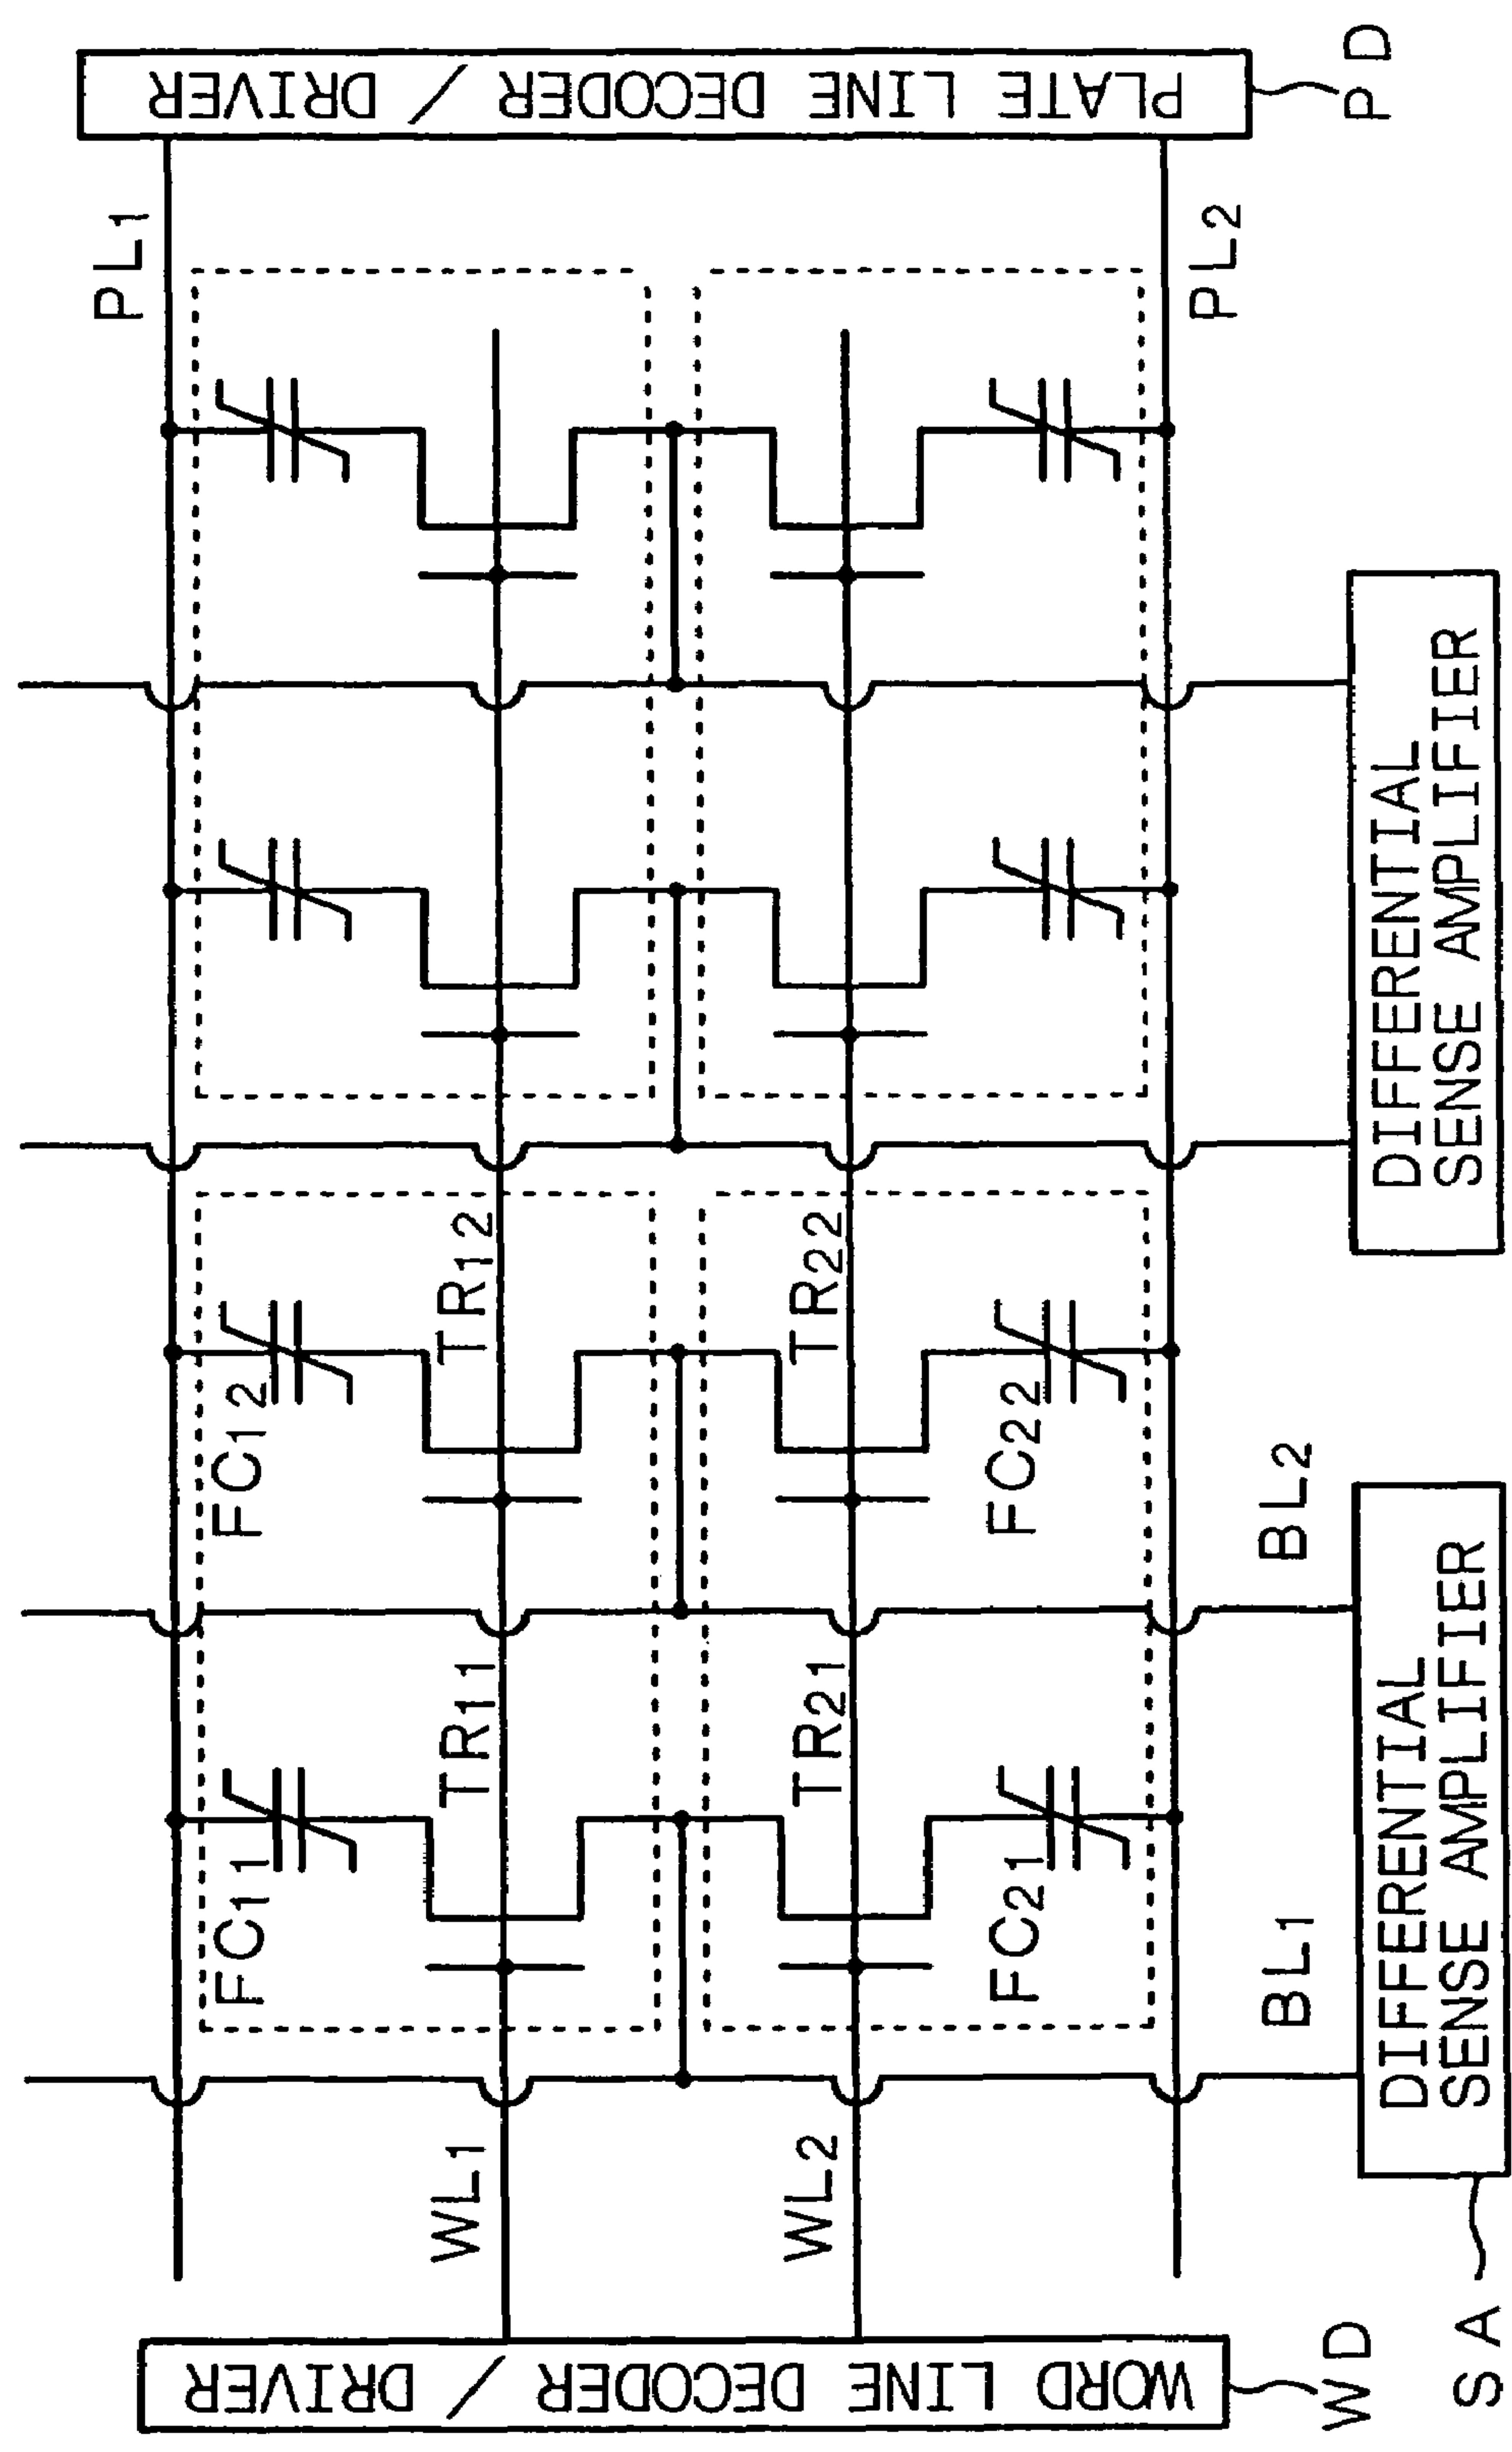 PL1
FC11
FC12
TR11
TR12
WL1
WL2
TR21
TR22
FC21
FC22
PL2
BL1
BL2
WORD LINE DECODER / DRIVER
WD
PLATE LINE DECODER / DRIVER
PD
DIFFERENTIAL
SENSE AMPLIFIER
DIFFERENTIAL
SENSE AMPLIFIER
SA